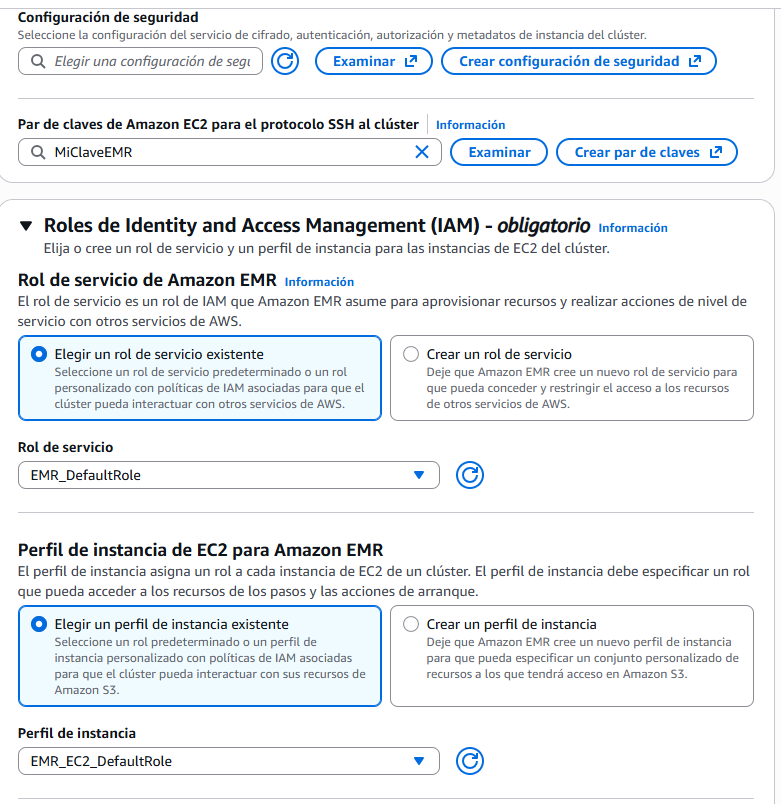 Configuración de seguridad
Seleccione la configuración del servicio de cifrado, autenticación, autorización y metadatos de instancia del clúster.
Elegir una configuración de segu
Examinar
Crear configuración de seguridad
Par de claves de Amazon EC2 para el protocolo SSH al clúster
Información
MiClaveEMR
Examinar
Crear par de claves
Roles de Identity and Access Management (IAM) - obligatorio Información
Elija o cree un rol de servicio y un perfil de instancia para las instancias de EC2 del clúster.
Rol de servicio de Amazon EMR Información
El rol de servicio es un rol de IAM que Amazon EMR asume para aprovisionar recursos y realizar acciones de nivel de
servicio con otros servicios de AWS.
Elegir un rol de servicio existente
Seleccione un rol de servicio predeterminado o un rol
personalizado con políticas de IAM asociadas para que el
clúster pueda interactuar con otros servicios de AWS.
Crear un rol de servicio
Deje que Amazon EMR cree un nuevo rol de servicio para
que pueda conceder y restringir el acceso a los recursos
de otros servicios de AWS.
Rol de servicio
EMR_DefaultRole
Perfil de instancia de EC2 para Amazon EMR
El perfil de instancia asigna un rol a cada instancia de EC2 de un clúster. El perfil de instancia debe especificar un rol
que pueda acceder a los recursos de los pasos y las acciones de arranque.
Elegir un perfil de instancia existente
Seleccione un rol predeterminado o un perfil de
instancia personalizado con políticas de IAM asociadas
para que el clúster pueda interactuar con sus recursos de
Amazon S3.
Crear un perfil de instancia
Deje que Amazon EMR cree un nuevo perfil de instancia
para que pueda especificar un conjunto personalizado de
recursos a los que tendrá acceso en Amazon S3.
Perfil de instancia
EMR_EC2_DefaultRole